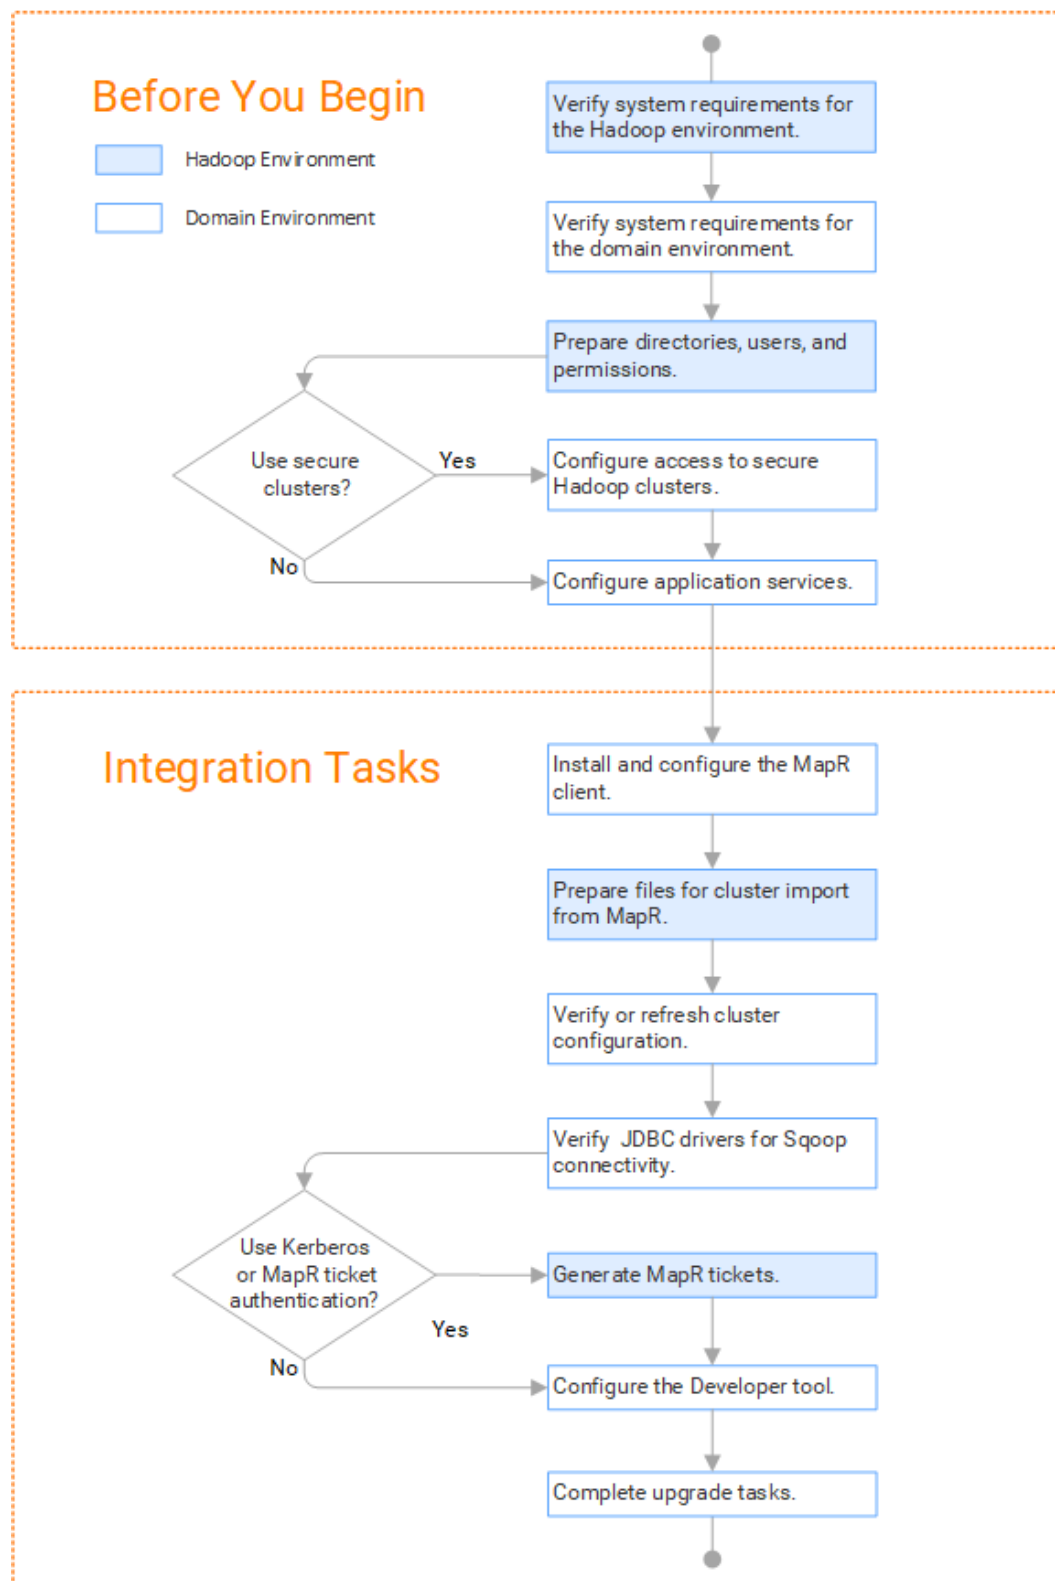 Before You Begin
Hadoop Environment
Domain Environment
Verify system requirements for
the Hadoop environment.
Verify system requirements for
the domain environment.
Prepare directories, users, and
permissions.
Use secure
clusters?
Yes
No
Configure access to secure
Hadoop clusters.
Configure application services.
Integration Tasks
Install and configure the MapR
client.
Prepare files for cluster import
from MapR.
Verify or refresh cluster
configuration.
Verify  JDBC drivers for Sqoop
connectivity.
Use Kerberos
or MapR ticket
authentication?
Yes
No
Generate MapR tickets.
Configure the Developer tool.
Complete upgrade tasks.